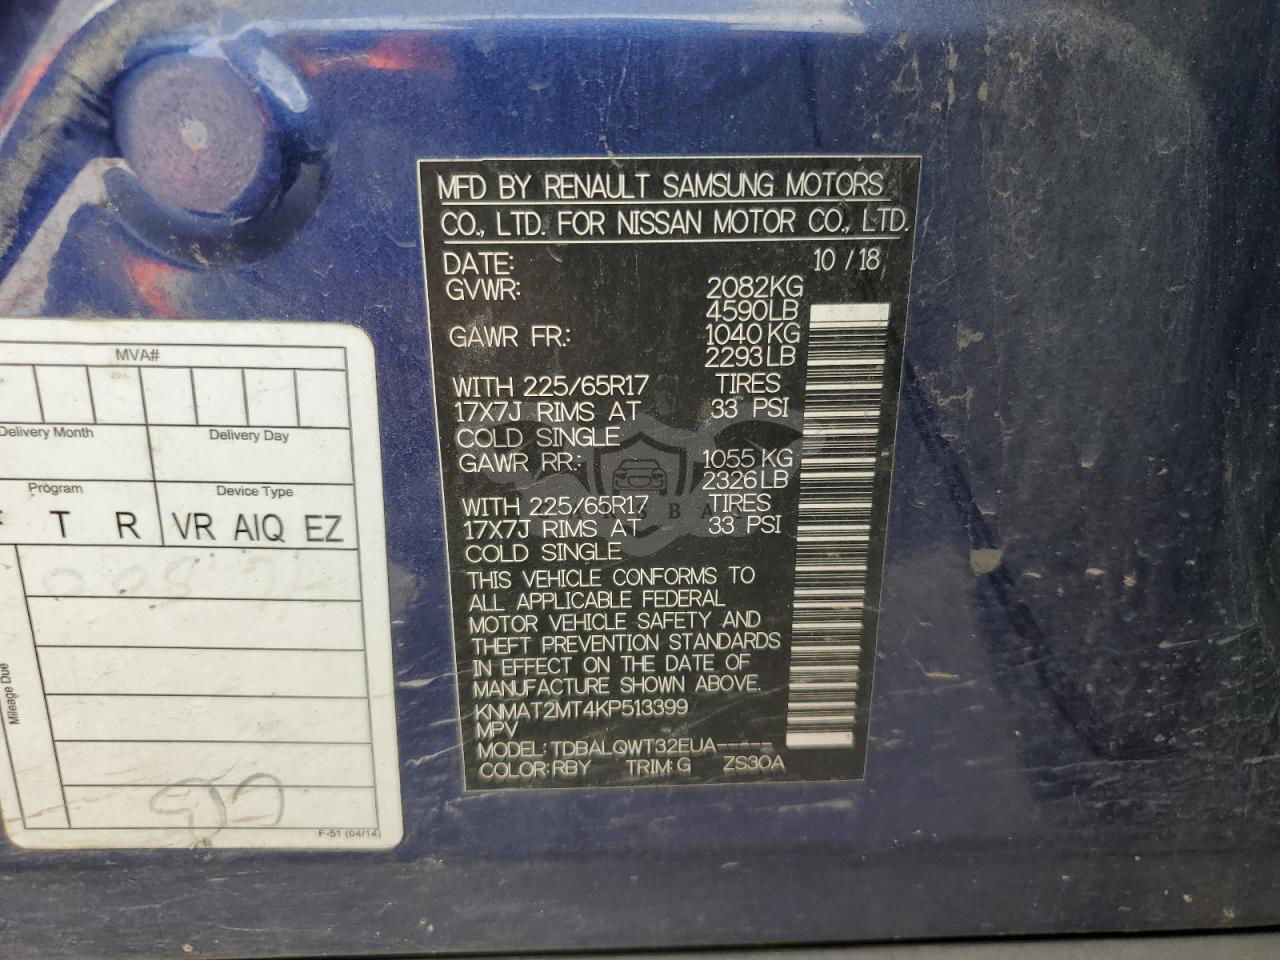 MFD BY RENAULT SAMSUNG MOTORS
CO., LTD. FOR NISSAN MOTOR CO., LTD.
DATE: 10 / 18
GVWR: 2082KG
4590LB
GAWR FR.: 1040 KG
2293 LB
WITH 225/65R17 TIRES
17X7J RIMS AT 33 PSI
COLD SINGLE
GAWR RR.: 1055 KG
2326 LB
WITH 225/65R17 TIRES
17X7J RIMS AT 33 PSI
COLD SINGLE
THIS VEHICLE CONFORMS TO
ALL APPLICABLE FEDERAL
MOTOR VEHICLE SAFETY AND
THEFT PREVENTION STANDARDS
IN EFFECT ON THE DATE OF
MANUFACTURE SHOWN ABOVE.
KNMAT2MT4KP513399
MPV
MODEL: TDBALQWT32EUA-----
COLOR: RBY TRIM: G ZS30A
MVA#
Delivery Month Delivery Day
Program Device Type
T R VR AIQ EZ
Mileage Due
F-51 (04/14)